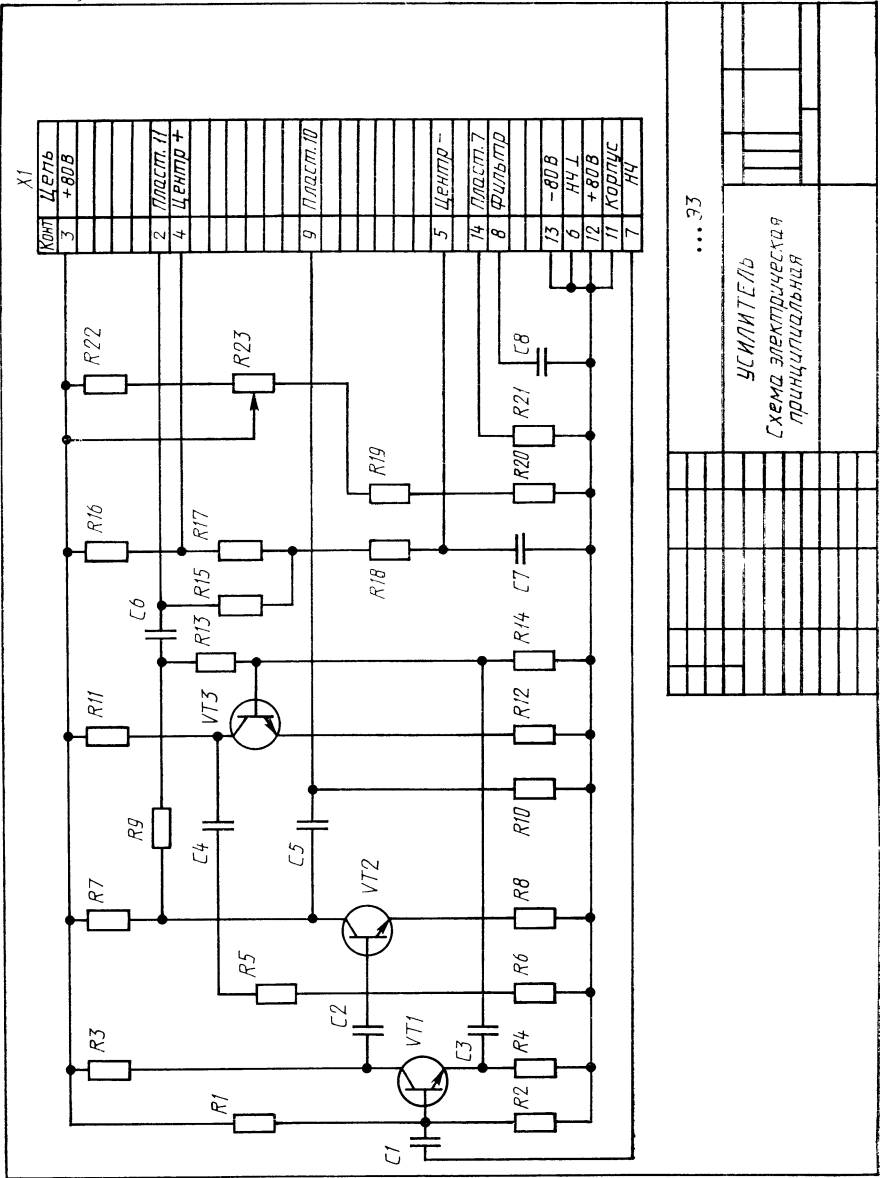 X1
Конт Цепь
3 +80В
2 Пласт. 11
4 Центр +
9 Пласт. 10
5 Центр -
14 Пласт. 7
8 Фильтр
13 -80В
6 НЧ ⊥
12 +80В
11 Корпус
7 НЧ
R22
R23
C8
R21
R19
R20
R16
R17
R15
R18
C7
C6
R13
R14
R11
VT3
R12
R9
C4
C5
R10
R7
VT2
R8
R5
R6
R3
C2
VT1
C3
R4
R1
R2
C1
... Э3
УСИЛИТЕЛЬ
Схема электрическая
принципиальная